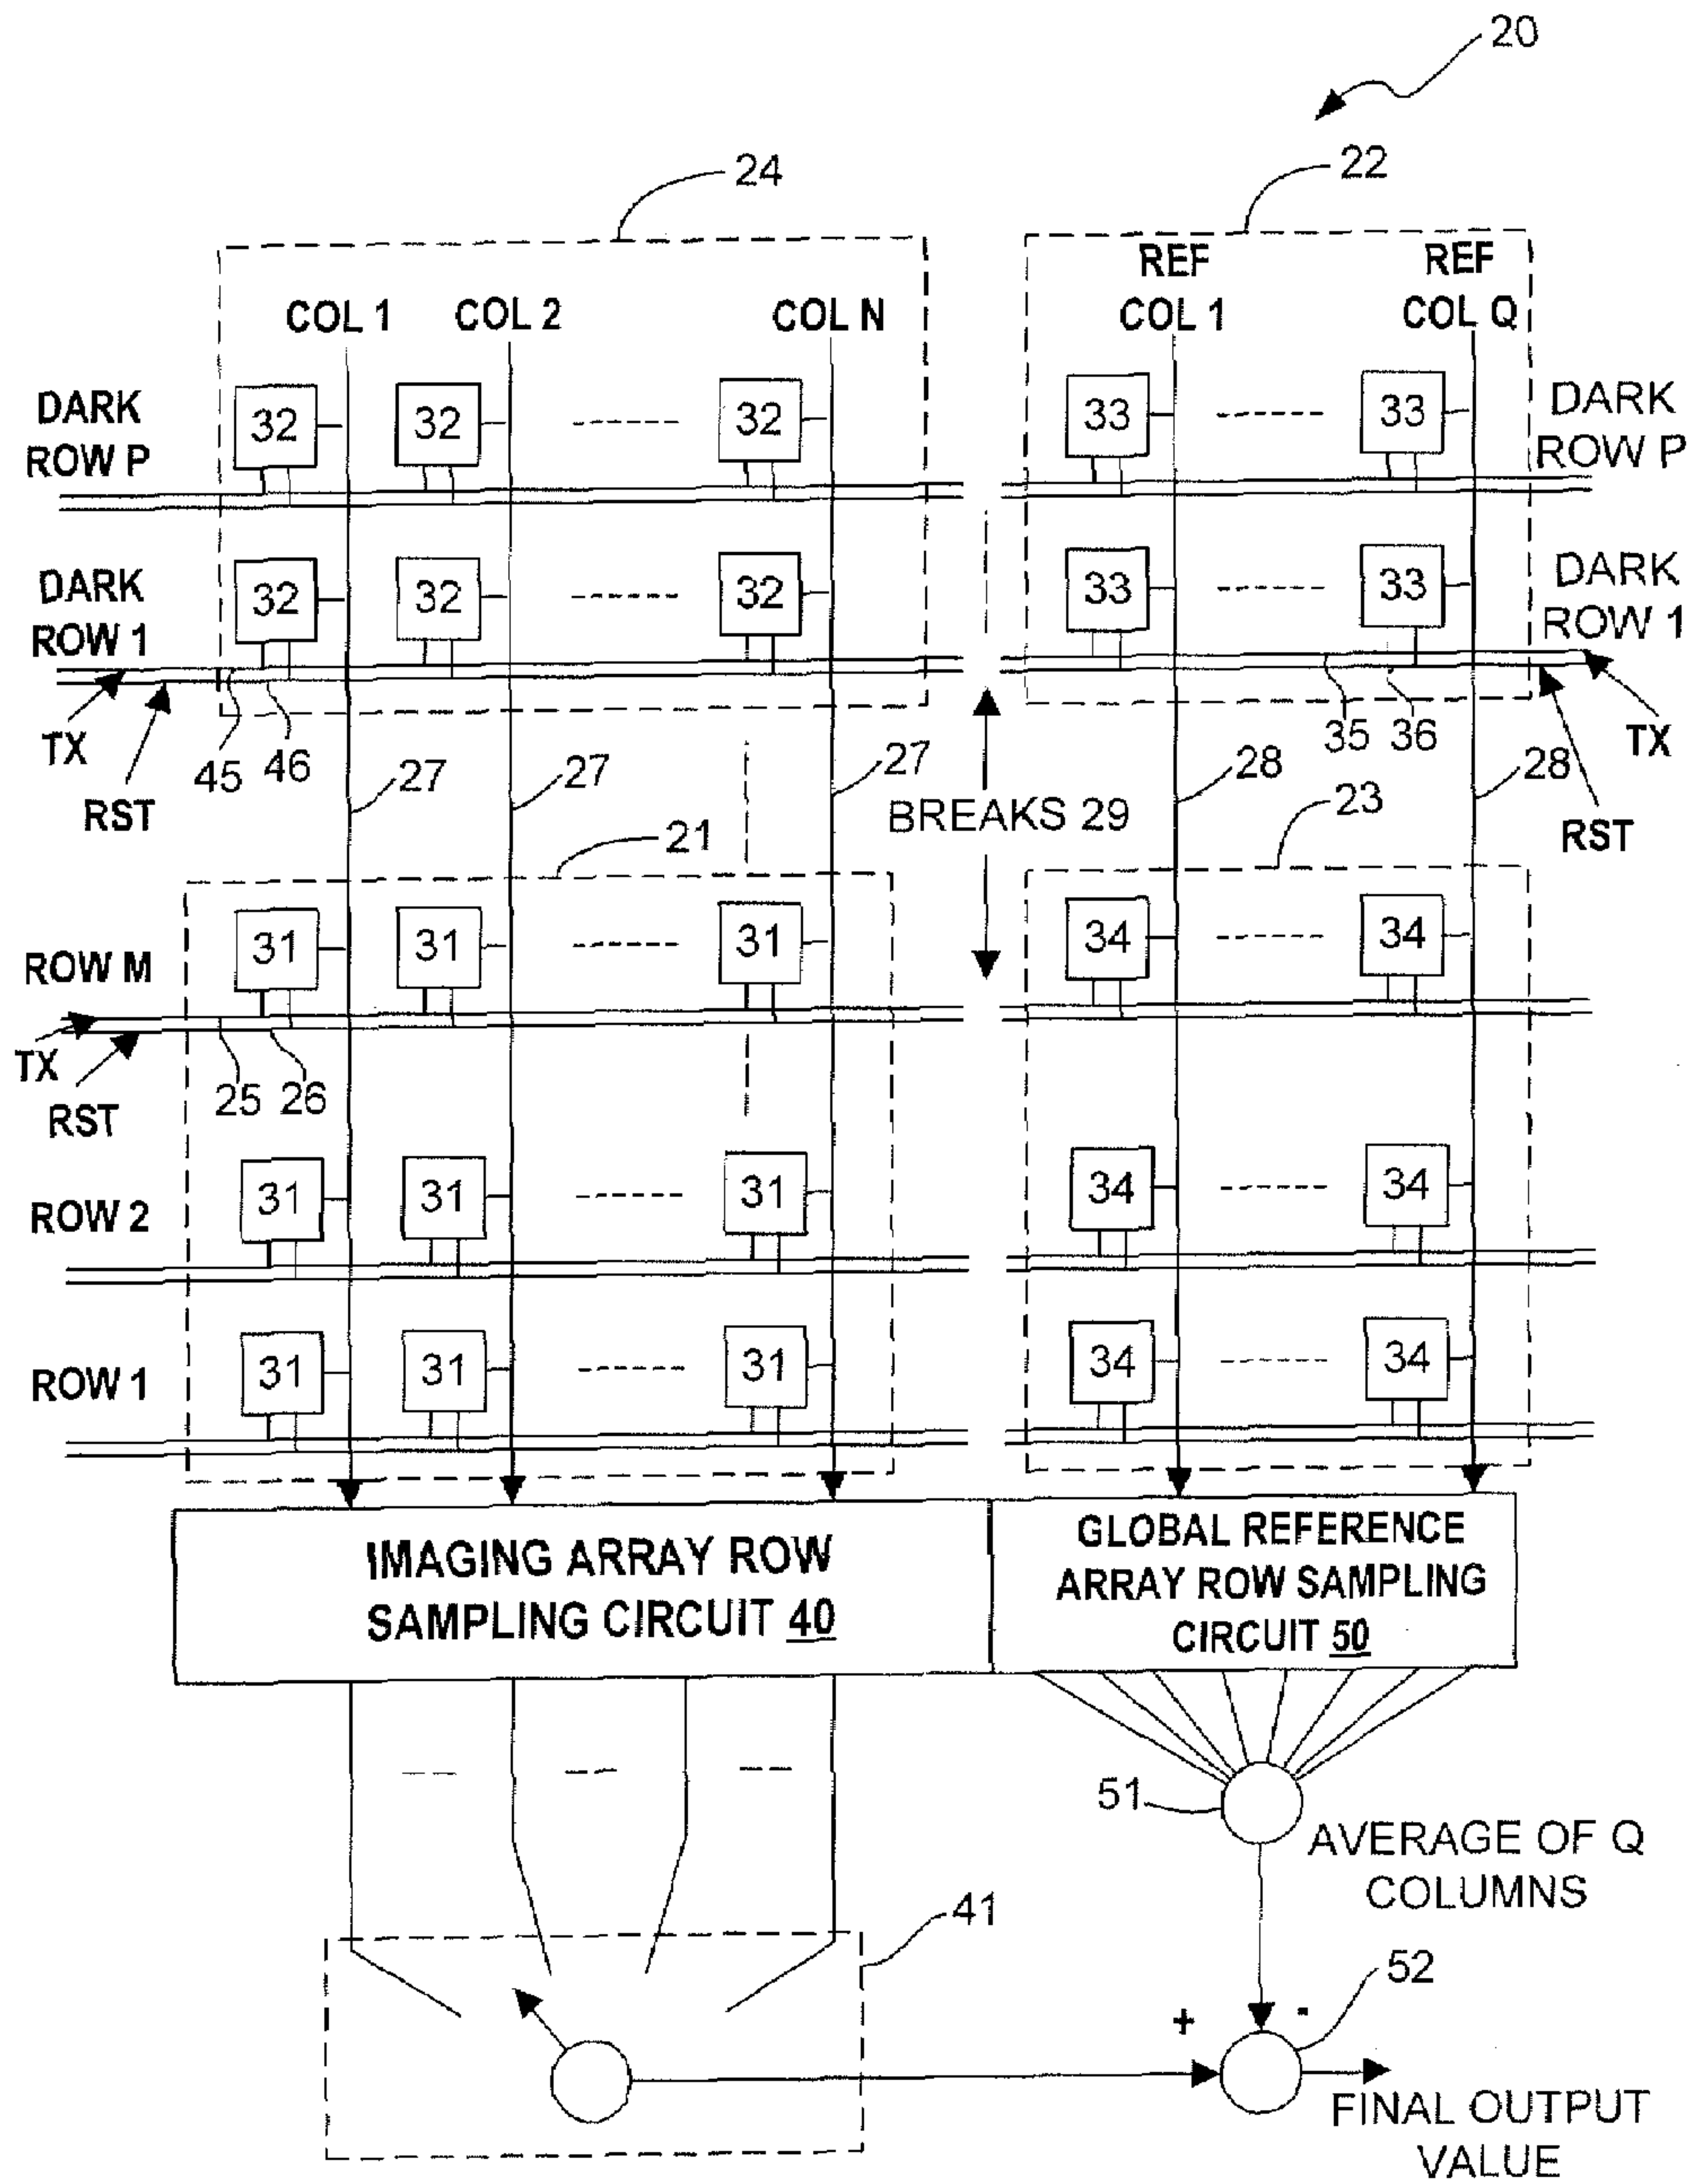 20
24
22
REF REF
COL 1 COL 2 COL N COL 1 COL Q
DARK
ROW P
32 32 32 33 33
DARK
ROW P
DARK
ROW 1
32 32 32 33 33
DARK
ROW 1
TX
RST
45 46
35 36
TX
RST
27 27 27 28 28
BREAKS 29
21
23
ROW M
31 31 31 34 34
TX
RST
25 26
ROW 2
31 31 31 34 34
ROW 1
31 31 31 34 34
IMAGING ARRAY ROW
SAMPLING CIRCUIT 40
GLOBAL REFERENCE
ARRAY ROW SAMPLING
CIRCUIT 50
51
AVERAGE OF Q
COLUMNS
41
52
+ -
FINAL OUTPUT
VALUE